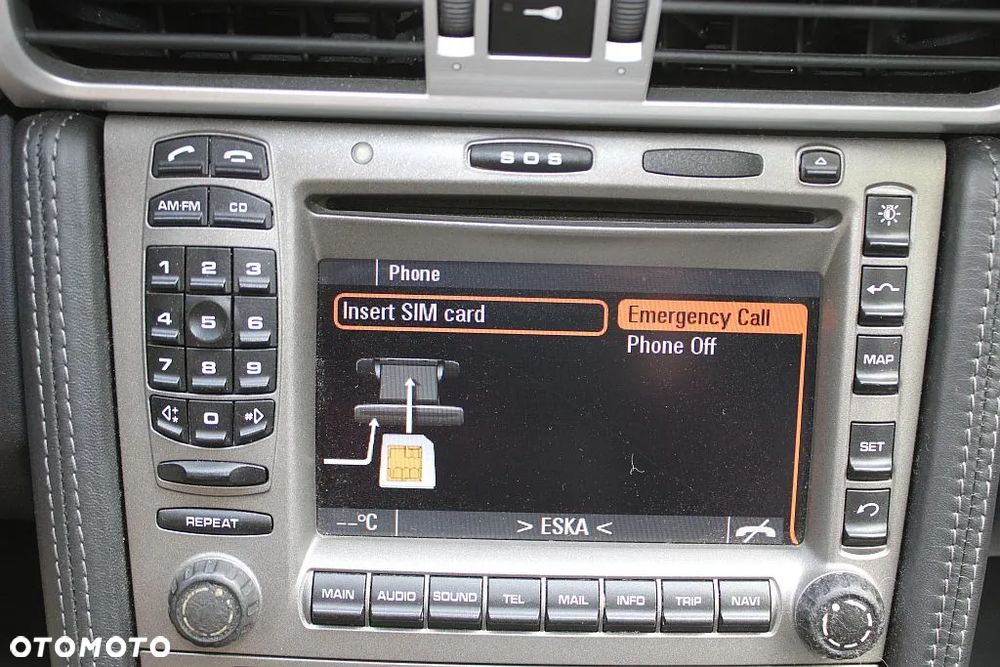 SOS
AM·FM
CD
1
2
3
4
5
6
7
8
9
*
0
#
REPEAT
Phone
Insert SIM card
Emergency Call
Phone Off
--°C
> ESKA <
MAP
SET
MAIN
AUDIO
SOUND
TEL
MAIL
INFO
TRIP
NAVI
OTOMOTO